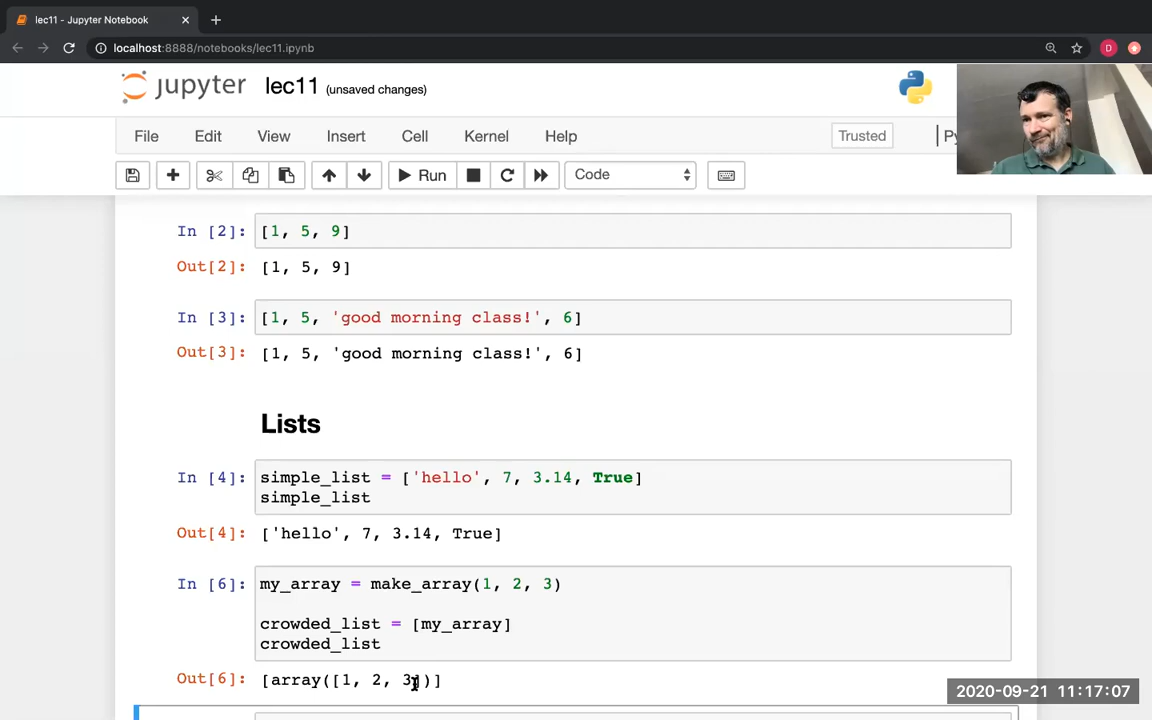 lec11 - Jupyter Notebook
localhost:8888/notebooks/lec11.ipynb
D
jupyter lec11 (unsaved changes)
File Edit View Insert Cell Kernel Help Trusted
Run Code
In [2]: [1, 5, 9]
Out[2]: [1, 5, 9]
In [3]: [1, 5, 'good morning class!', 6]
Out[3]: [1, 5, 'good morning class!', 6]
Lists
In [4]: simple_list = ['hello', 7, 3.14, True]
simple_list
Out[4]: ['hello', 7, 3.14, True]
In [6]: my_array = make_array(1, 2, 3)
crowded_list = [my_array]
crowded_list
Out[6]: [array([1, 2, 3])]
2020-09-21 11:17:07